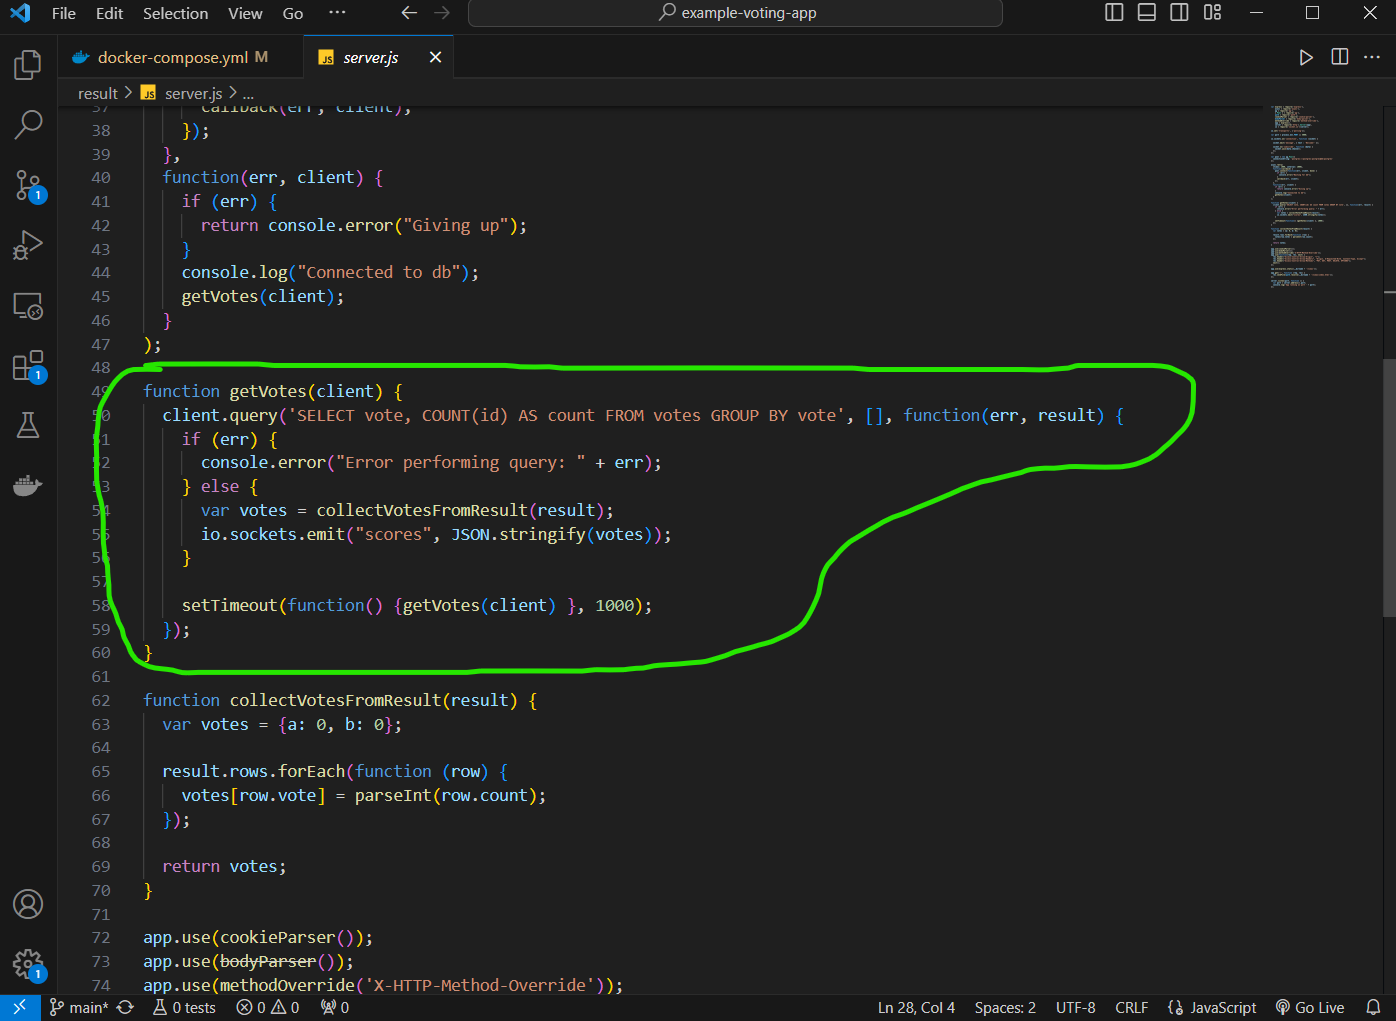 File Edit Selection View Go ··· example-voting-app
docker-compose.yml M server.js
result > server.js > ...
37 callback(err, client);
38 });
39 },
40 function(err, client) {
41 if (err) {
42 return console.error("Giving up");
43 }
44 console.log("Connected to db");
45 getVotes(client);
46 }
47 );
48
49 function getVotes(client) {
50 client.query('SELECT vote, COUNT(id) AS count FROM votes GROUP BY vote', [], function(err, result) {
51 if (err) {
52 console.error("Error performing query: " + err);
53 } else {
54 var votes = collectVotesFromResult(result);
55 io.sockets.emit("scores", JSON.stringify(votes));
56 }
57
58 setTimeout(function() {getVotes(client) }, 1000);
59 });
60 }
61
62 function collectVotesFromResult(result) {
63 var votes = {a: 0, b: 0};
64
65 result.rows.forEach(function (row) {
66 votes[row.vote] = parseInt(row.count);
67 });
68
69 return votes;
70 }
71
72 app.use(cookieParser());
73 app.use(bodyParser());
74 app.use(methodOverride('X-HTTP-Method-Override'));
1
1
1
main* 0 tests 0 0 0 Ln 28, Col 4 Spaces: 2 UTF-8 CRLF JavaScript Go Live